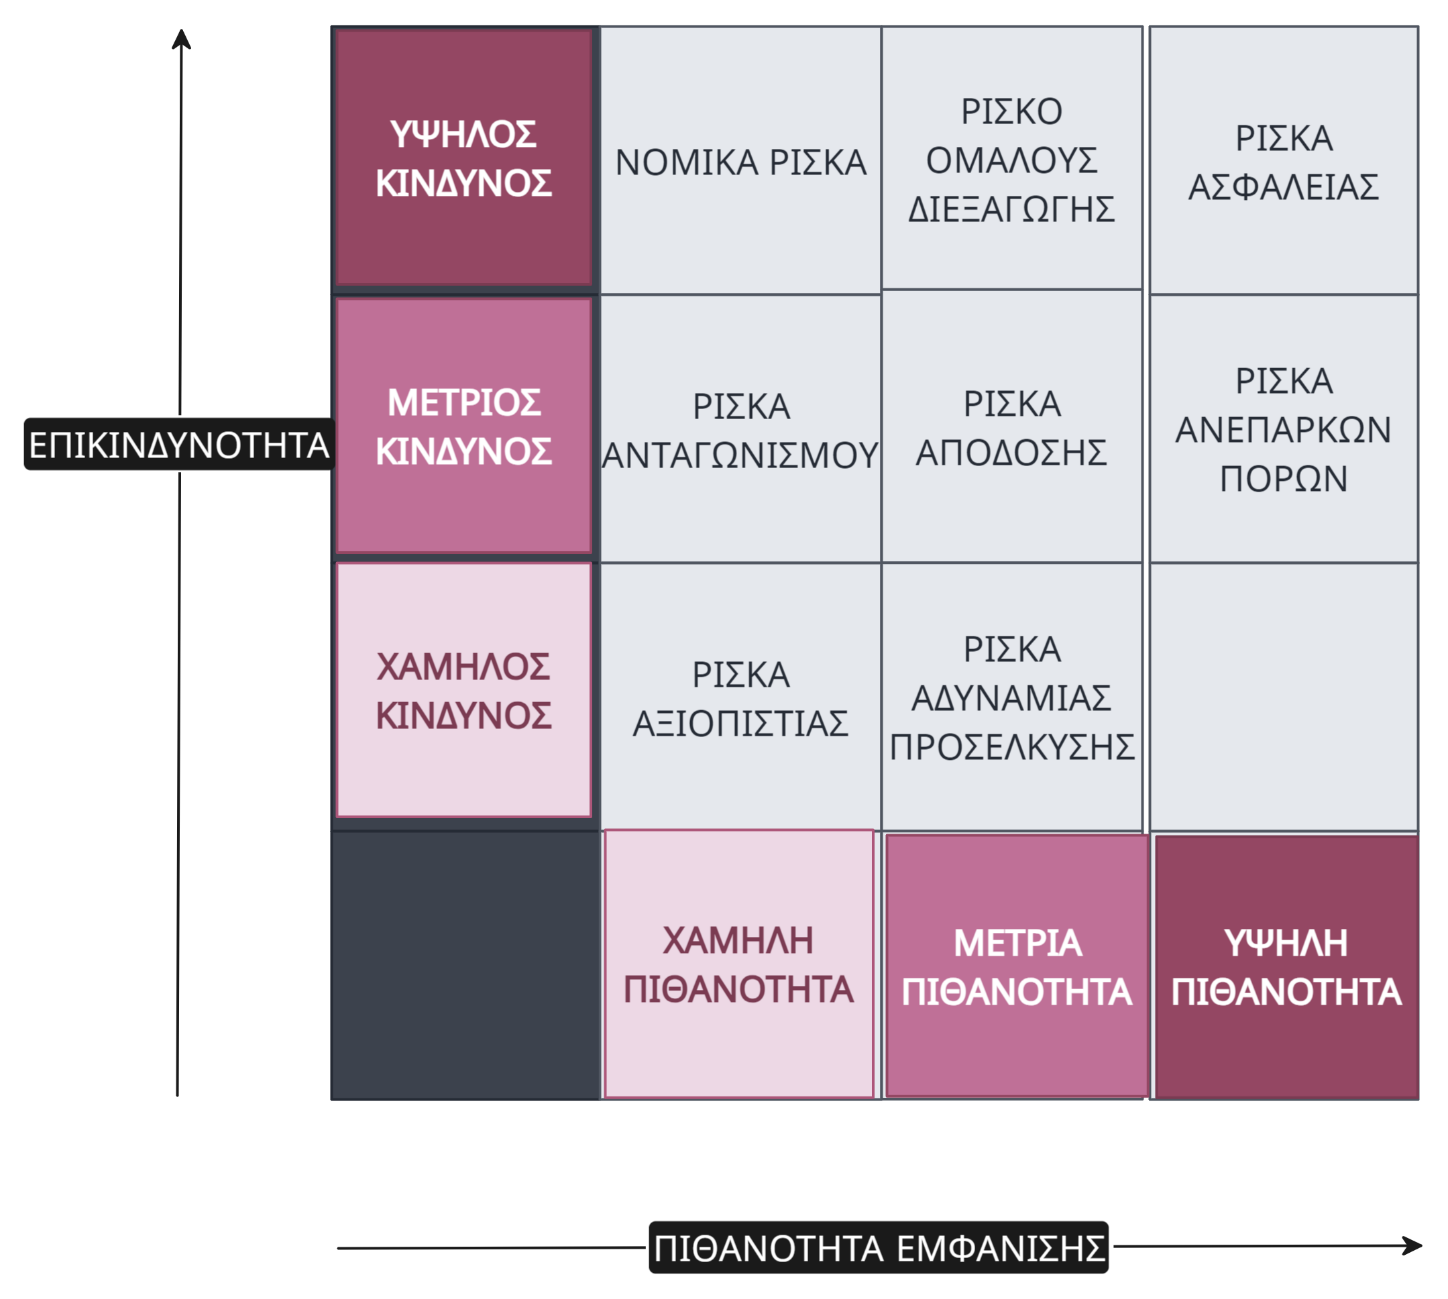 ΥΨΗΛΟΣ
ΚΙΝΔΥΝΟΣ
ΝΟΜΙΚΑ ΡΙΣΚΑ
ΡΙΣΚΟ
ΟΜΑΛΟΥΣ
ΔΙΕΞΑΓΩΓΗΣ
ΡΙΣΚΑ
ΑΣΦΑΛΕΙΑΣ
ΕΠΙΚΙΝΔΥΝΟΤΗΤΑ
ΜΕΤΡΙΟΣ
ΚΙΝΔΥΝΟΣ
ΡΙΣΚΑ
ΑΝΤΑΓΩΝΙΣΜΟΥ
ΡΙΣΚΑ
ΑΠΟΔΟΣΗΣ
ΡΙΣΚΑ
ΑΝΕΠΑΡΚΩΝ
ΠΟΡΩΝ
ΧΑΜΗΛΟΣ
ΚΙΝΔΥΝΟΣ
ΡΙΣΚΑ
ΑΞΙΟΠΙΣΤΙΑΣ
ΡΙΣΚΑ
ΑΔΥΝΑΜΙΑΣ
ΠΡΟΣΕΛΚΥΣΗΣ
ΧΑΜΗΛΗ
ΠΙΘΑΝΟΤΗΤΑ
ΜΕΤΡΙΑ
ΠΙΘΑΝΟΤΗΤΑ
ΥΨΗΛΗ
ΠΙΘΑΝΟΤΗΤΑ
ΠΙΘΑΝΟΤΗΤΑ ΕΜΦΑΝΙΣΗΣ